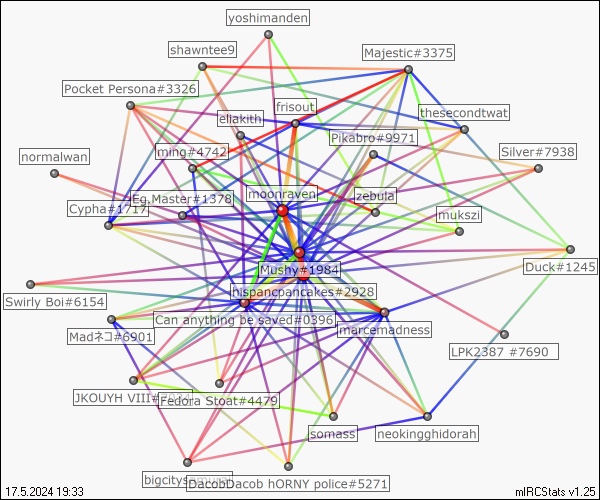 yoshimanden
shawntee9
Majestic#3375
Pocket Persona#3326
frisout
thesecondtwat
eliakith
Pikabro#9971
ming#4742
normalwan
Silver#7938
moonraven
zebula
Eg.Master#1378
Cypha#1717
mukszi
Mushy#1984
Duck#1245
hispancpancakes#2928
Swirly Boi#6154
Can anything be saved#0396
marcemadness
Madネコ#6901
LPK2387 #7690
JKOUYH VIII#
Fedora Stoat#4479
somass
neokingghidorah
DacobDacob hORNY police#5271
17.5.2024 19:33
mIRCStats v1.25